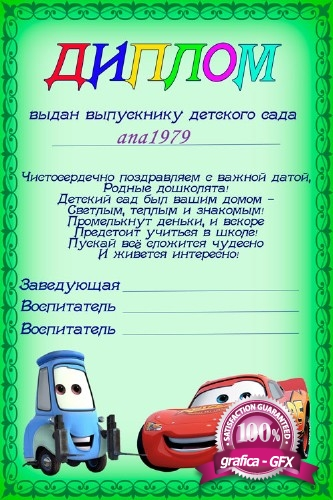 ДИПЛОМ
выдан выпускнику детского сада
ana1979
Чистосердечно поздравляем с важной датой,
Родные дошколята!
Детский сад был вашим домом -
Светлым, теплым и знакомым!
Промелькнут деньки, и вскоре
Предстоит учиться в школе!
Пускай всё сложится чудесно
И живется интересно!
Заведующая
Воспитатель
Воспитатель
SATISFACTION GUARANTEED
100%
grafica - GFX